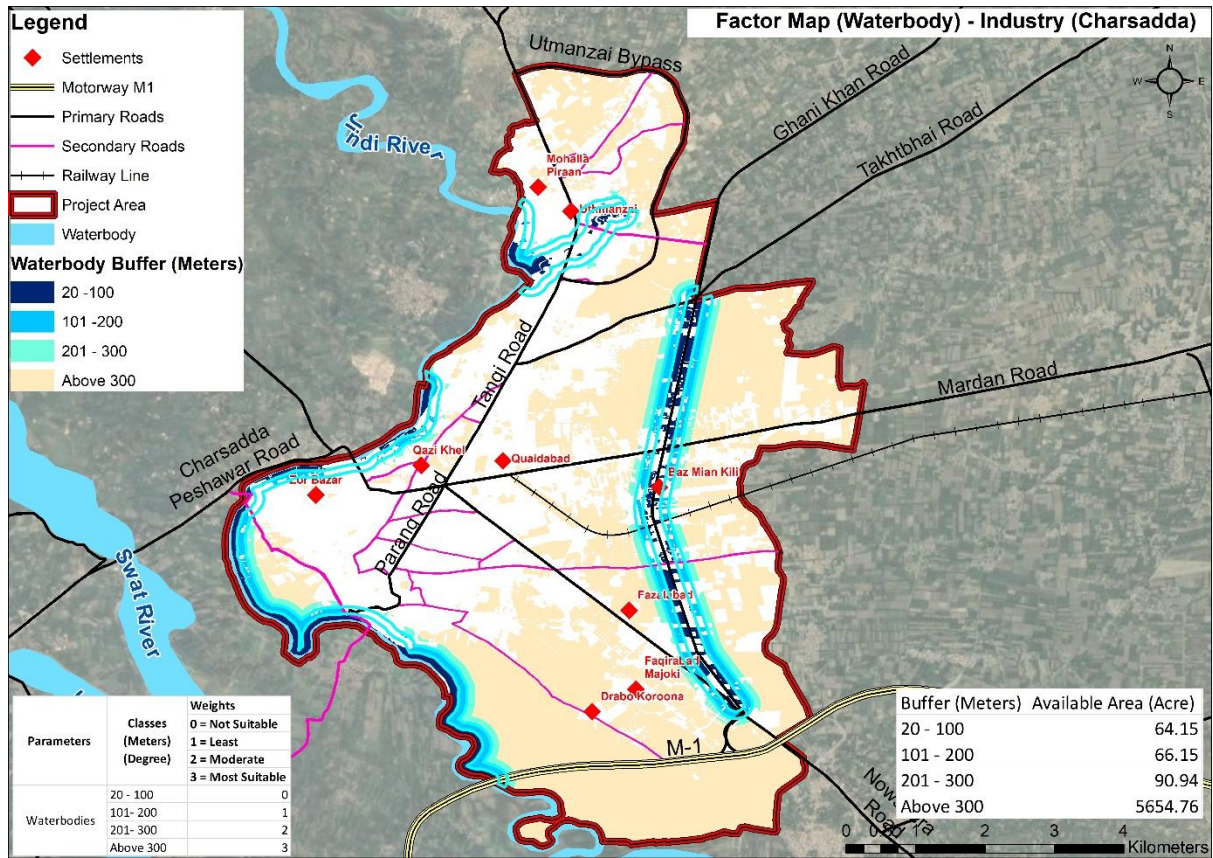 Factor Map (Waterbody) - Industry (Charsadda)
Legend
Settlements
Motorway M1
Primary Roads
Secondary Roads
Railway Line
Project Area
Waterbody
Waterbody Buffer (Meters)
20 -100
101 -200
201 - 300
Above 300
N
W
E
S
Utmanzai Bypass
Ghani Khan Road
Takhtbhai Road
Mohalla
Piraan
Uthmanzai
Tangi Road
Mardan Road
Charsadda
Peshawar Road
Qazi Khel
Quaidabad
Zor Bazar
Baz Mian Kili
Parang Road
Swat River
Fazalabad
Faqirabad
Majoki
Drabo Koroona
M-1
Road
Parameters
Classes
(Meters)
(Degree)
Weights
0 = Not Suitable
1 = Least
2 = Moderate
3 = Most Suitable
Waterbodies
20 - 100 0
101- 200 1
201- 300 2
Above 300 3
Buffer (Meters) Available Area (Acre)
20 - 100 64.15
101 - 200 66.15
201 - 300 90.94
Above 300 5654.76
0
1
2
3
4
Kilometers